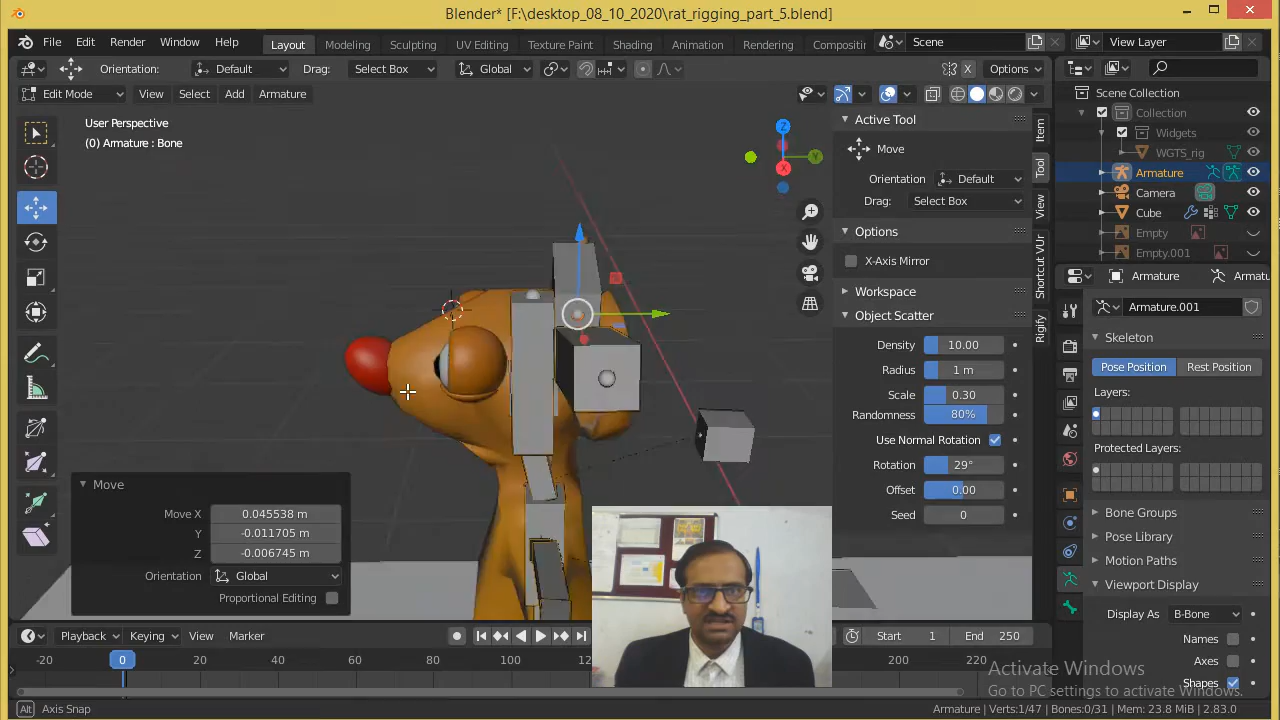 Blender* [F:\desktop_08_10_2020\rat_rigging_part_5.blend]
File Edit Render Window Help Layout Modeling Sculpting UV Editing Texture Paint Shading Animation Rendering Compositi Scene View Layer
Orientation: Default Drag: Select Box Global X Options
Edit Mode View Select Add Armature
User Perspective
(0) Armature : Bone
Z
Y
X
Active Tool
Move
Orientation Default
Drag: Select Box
Options
X-Axis Mirror
Workspace
Object Scatter
Density 10.00
Radius 1 m
Scale 0.30
Randomness 80%
Use Normal Rotation
Rotation 29°
Offset 0.00
Seed 0
Item
Tool
View
Shortcut VUr
Rigify
Scene Collection
Collection
Widgets
WGTS_rig
Armature
Camera
Cube
Empty
Empty.001
Armature Armatu
Armature.001
Skeleton
Pose Position Rest Position
Layers:
Protected Layers:
Bone Groups
Pose Library
Motion Paths
Viewport Display
Display As B-Bone
Names
Axes
Shapes
Move
Move X 0.045538 m
Y -0.011705 m
Z -0.006745 m
Orientation Global
Proportional Editing
Playback Keying View Marker Start 1 End 250
-20 0 20 40 60 80 100 200 220
Activate Windows
Go to PC settings to activate Windows.
Alt Axis Snap Armature | Verts:1/47 | Bones:0/31 | Mem: 23.8 MiB | 2.83.0